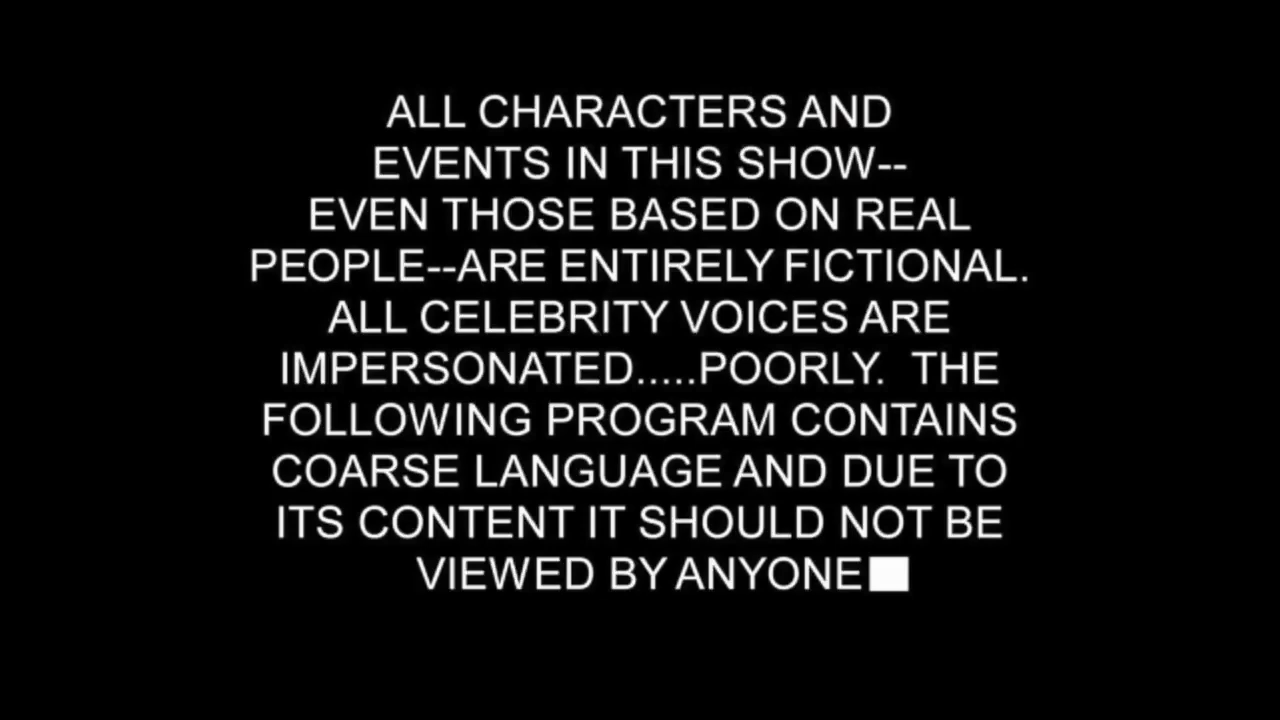 ALL CHARACTERS AND
EVENTS IN THIS SHOW--
EVEN THOSE BASED ON REAL
PEOPLE--ARE ENTIRELY FICTIONAL.
ALL CELEBRITY VOICES ARE
IMPERSONATED.....POORLY.  THE
FOLLOWING PROGRAM CONTAINS
COARSE LANGUAGE AND DUE TO
ITS CONTENT IT SHOULD NOT BE
VIEWED BY ANYONE